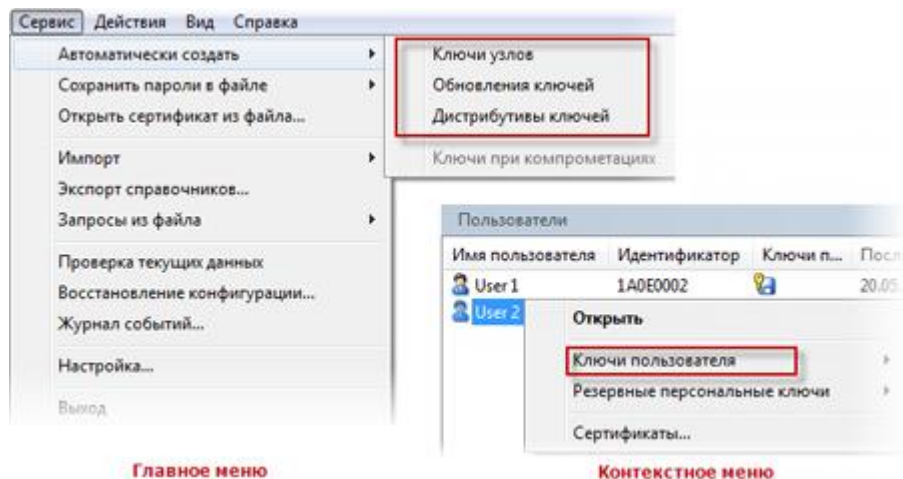 Сервис Действия Вид Справка
Автоматически создать
Сохранить пароли в файле
Открыть сертификат из файла...
Импорт
Экспорт справочников...
Запросы из файла
Проверка текущих данных
Восстановление конфигурации...
Журнал событий...
Настройка...
Выход
Ключи узлов
Обновления ключей
Дистрибутивы ключей
Ключи при компрометациях
Главное меню
Пользователи
Имя пользователя Идентификатор Ключи п... Посл
User 1 1A0E0002 20.05.
User 2
Открыть
Ключи пользователя
Резервные персональные ключи
Сертификаты...
Контекстное меню